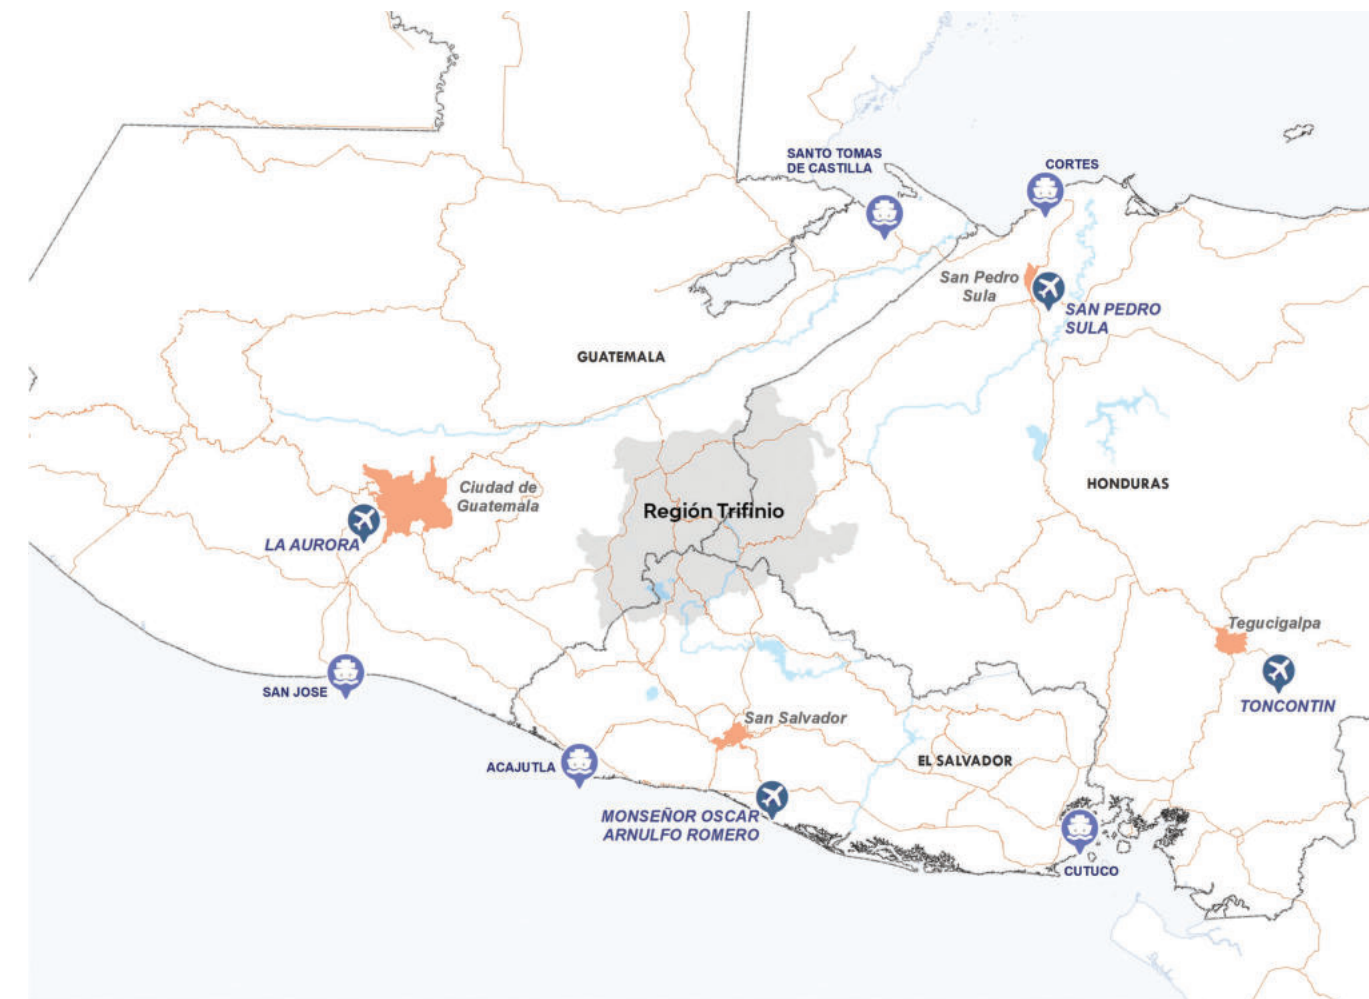 SANTO TOMAS
DE CASTILLA
CORTES
San Pedro
Sula
SAN PEDRO
SULA
GUATEMALA
Ciudad de
Guatemala
HONDURAS
Región Trifinio
LA AURORA
Tegucigalpa
SAN JOSE
TONCONTIN
San Salvador
ACAJUTLA
EL SALVADOR
MONSEÑOR OSCAR
ARNULFO ROMERO
CUTUCO